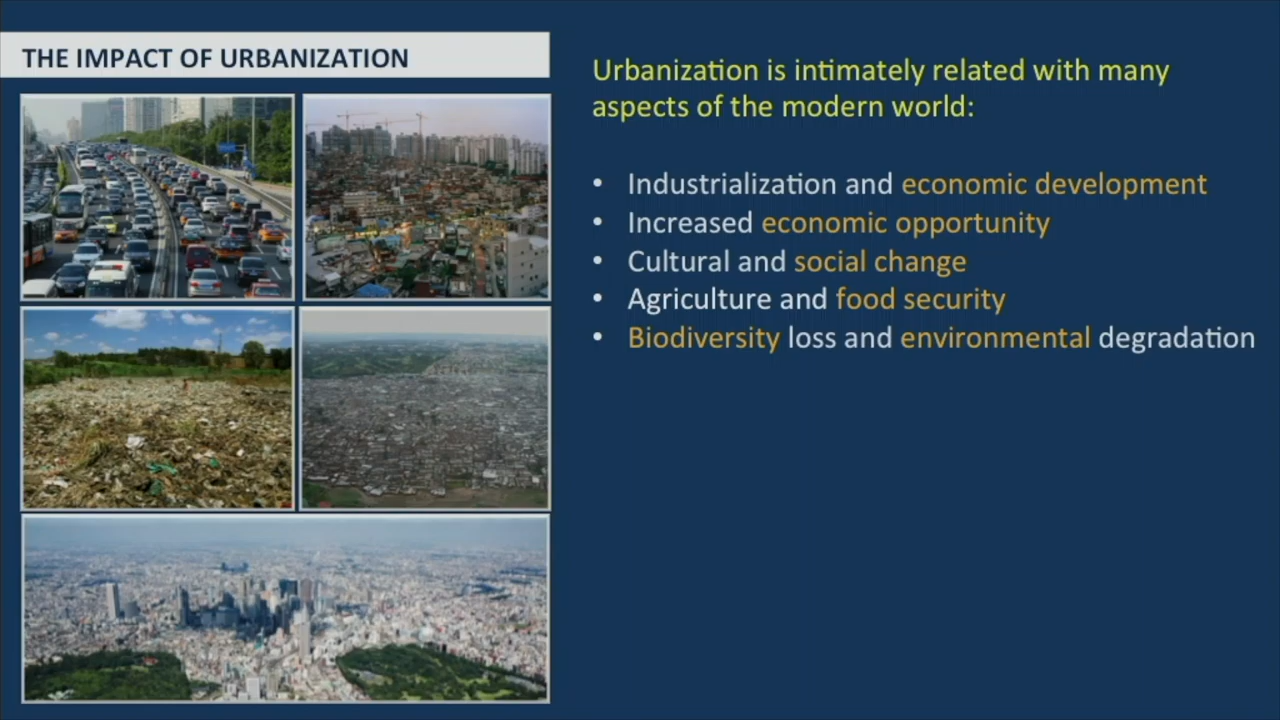 THE IMPACT OF URBANIZATION
Urbanization is intimately related with many
aspects of the modern world:
• Industrialization and economic development
• Increased economic opportunity
• Cultural and social change
• Agriculture and food security
• Biodiversity loss and environmental degradation